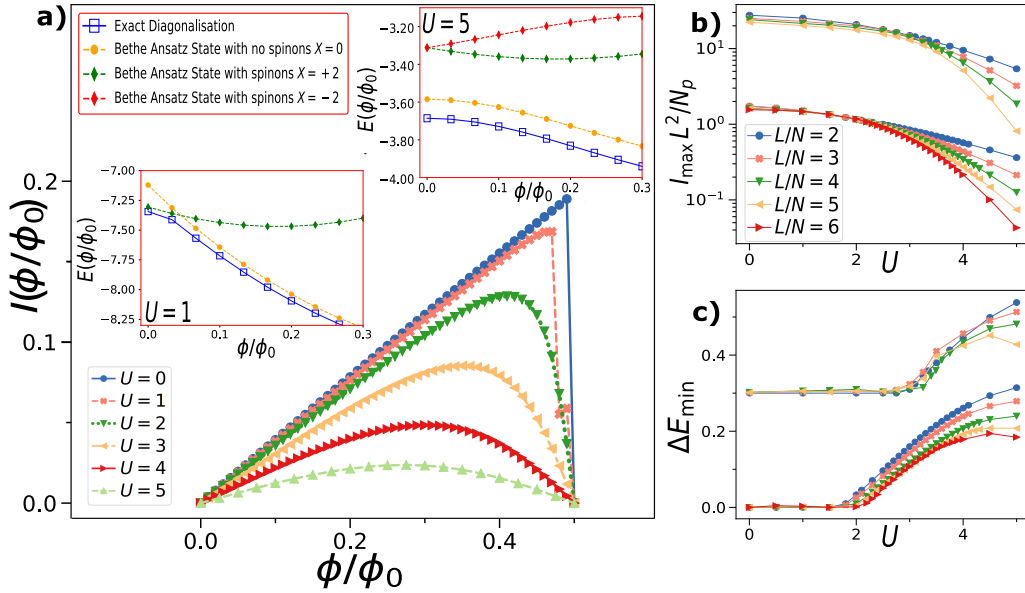 a)
Exact Diagonalisation
Bethe Ansatz State with no spinons X = 0
Bethe Ansatz State with spinons X = +2
Bethe Ansatz State with spinons X = −2
U = 5
E(ϕ/ϕ0)
−3.20
−3.40
−3.60
−3.80
−4.00
0.0
0.1
0.2
0.3
ϕ/ϕ0
U = 1
E(ϕ/ϕ0)
−7.00
−7.25
−7.50
−7.75
−8.00
−8.25
0.0
0.1
0.2
0.3
ϕ/ϕ0
I(ϕ/ϕ0)
0.2
0.1
0.0
U = 0
U = 1
U = 2
U = 3
U = 4
U = 5
0.0
0.2
0.4
ϕ/ϕ0
b)
Imax L²/Np
10¹
10⁰
10⁻¹
L/N = 2
L/N = 3
L/N = 4
L/N = 5
L/N = 6
0
2
4
U
c)
ΔEmin
0.4
0.2
0.0
0
2
4
U